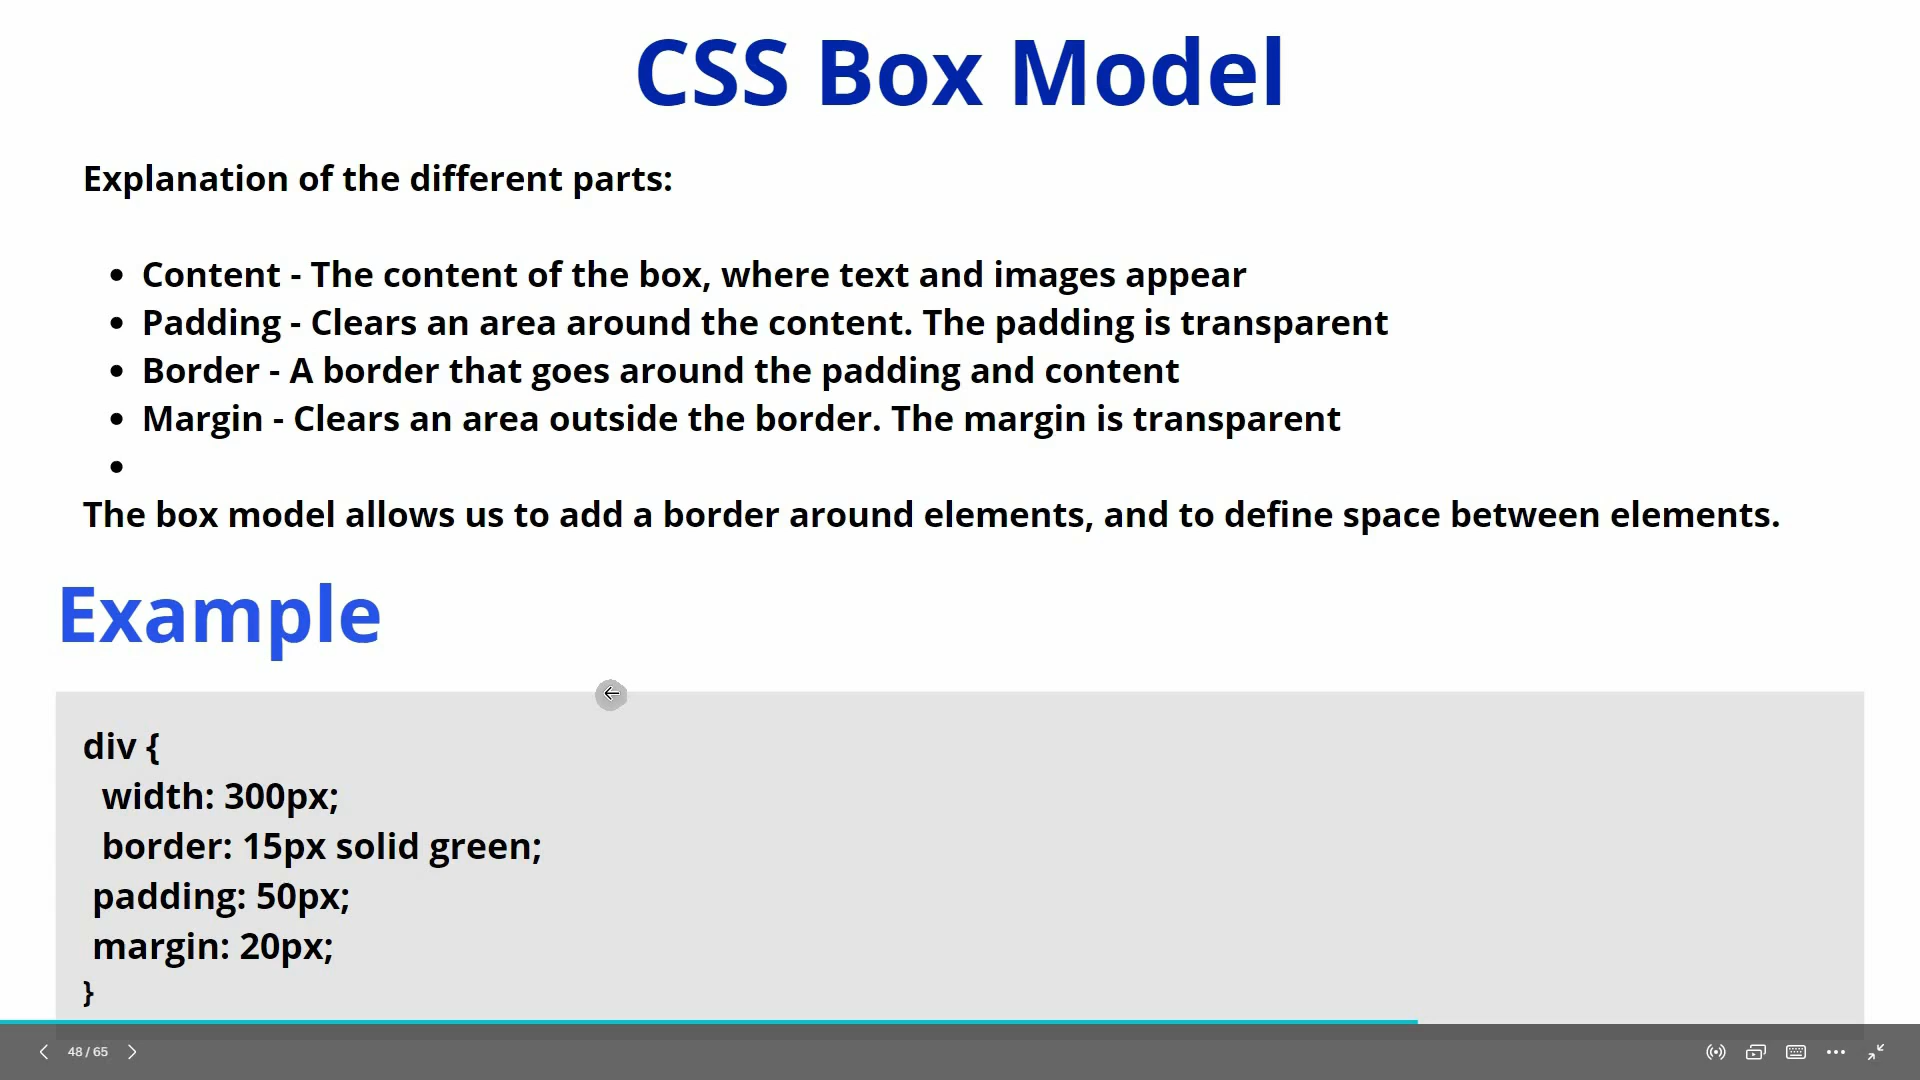 CSS Box Model
Explanation of the different parts:
• Content - The content of the box, where text and images appear
• Padding - Clears an area around the content. The padding is transparent
• Border - A border that goes around the padding and content
• Margin - Clears an area outside the border. The margin is transparent
•
The box model allows us to add a border around elements, and to define space between elements.
Example
div {
width: 300px;
border: 15px solid green;
padding: 50px;
margin: 20px;
}
48 / 65